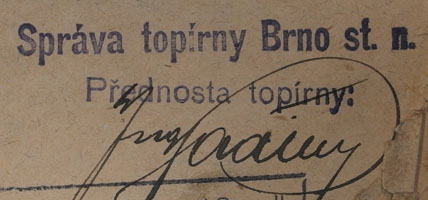 Správa topírny Brno st. n.
Přednosta topírny: